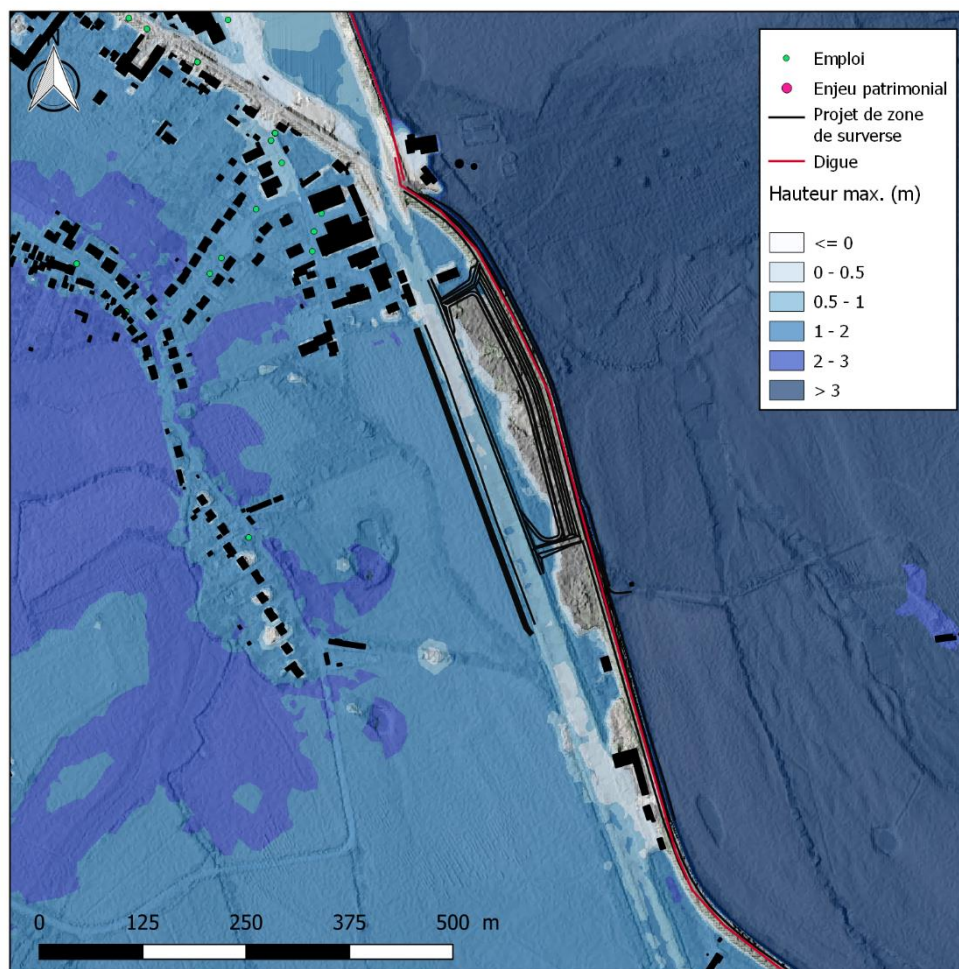 Emploi
Enjeu patrimonial
Projet de zone
de surverse
Digue
Hauteur max. (m)
<= 0
0 - 0.5
0.5 - 1
1 - 2
2 - 3
> 3
0 125 250 375 500 m